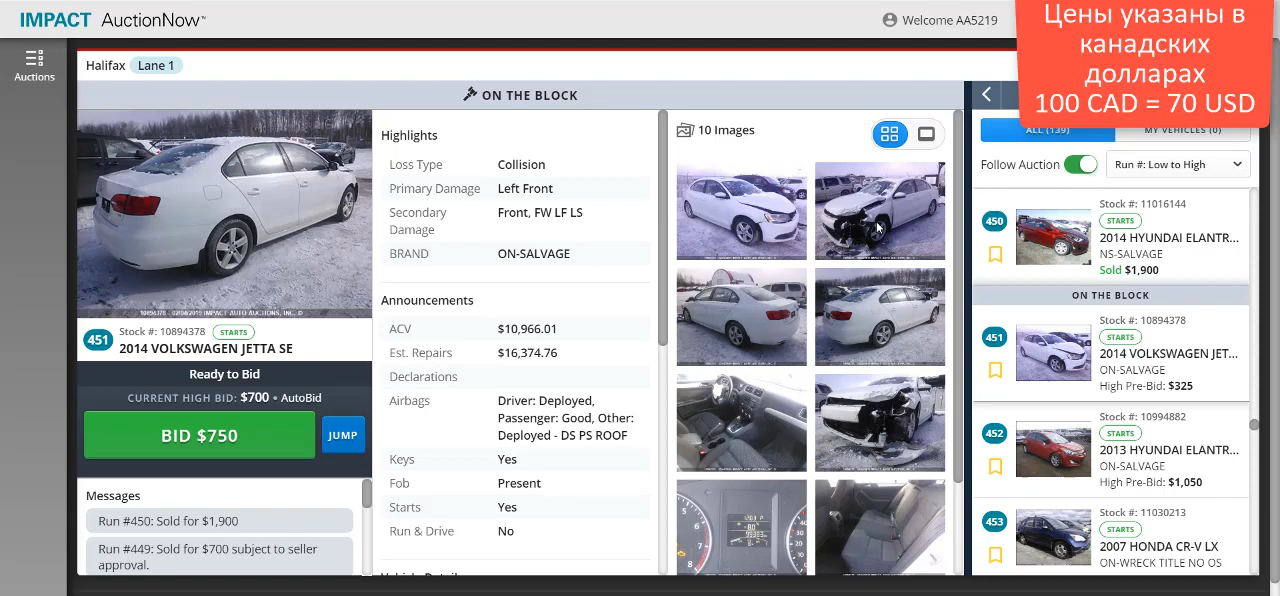 IMPACT AuctionNow™
Welcome AA5219
Цены указаны в
канадских
долларах
100 CAD = 70 USD
Auctions
Halifax Lane 1
ON THE BLOCK
451
Stock #: 10894378 STARTS
2014 VOLKSWAGEN JETTA SE
Ready to Bid
CURRENT HIGH BID: $700 • AutoBid
BID $750
JUMP
Messages
Run #450: Sold for $1,900
Run #449: Sold for $700 subject to seller
approval.
Highlights
Loss Type Collision
Primary Damage Left Front
Secondary Damage Front, FW LF LS
BRAND ON-SALVAGE
Announcements
ACV $10,966.01
Est. Repairs $16,374.76
Declarations
Airbags Driver: Deployed,
Passenger: Good, Other:
Deployed - DS PS ROOF
Keys Yes
Fob Present
Starts Yes
Run & Drive No
10 Images
ALL (139)
MY VEHICLES (0)
Follow Auction
Run #: Low to High
450
Stock #: 11016144
STARTS
2014 HYUNDAI ELANTR...
NS-SALVAGE
Sold $1,900
ON THE BLOCK
451
Stock #: 10894378
STARTS
2014 VOLKSWAGEN JET...
ON-SALVAGE
High Pre-Bid: $325
452
Stock #: 10994882
STARTS
2013 HYUNDAI ELANTR...
ON-SALVAGE
High Pre-Bid: $1,050
453
Stock #: 11030213
STARTS
2007 HONDA CR-V LX
ON-WRECK TITLE NO OS